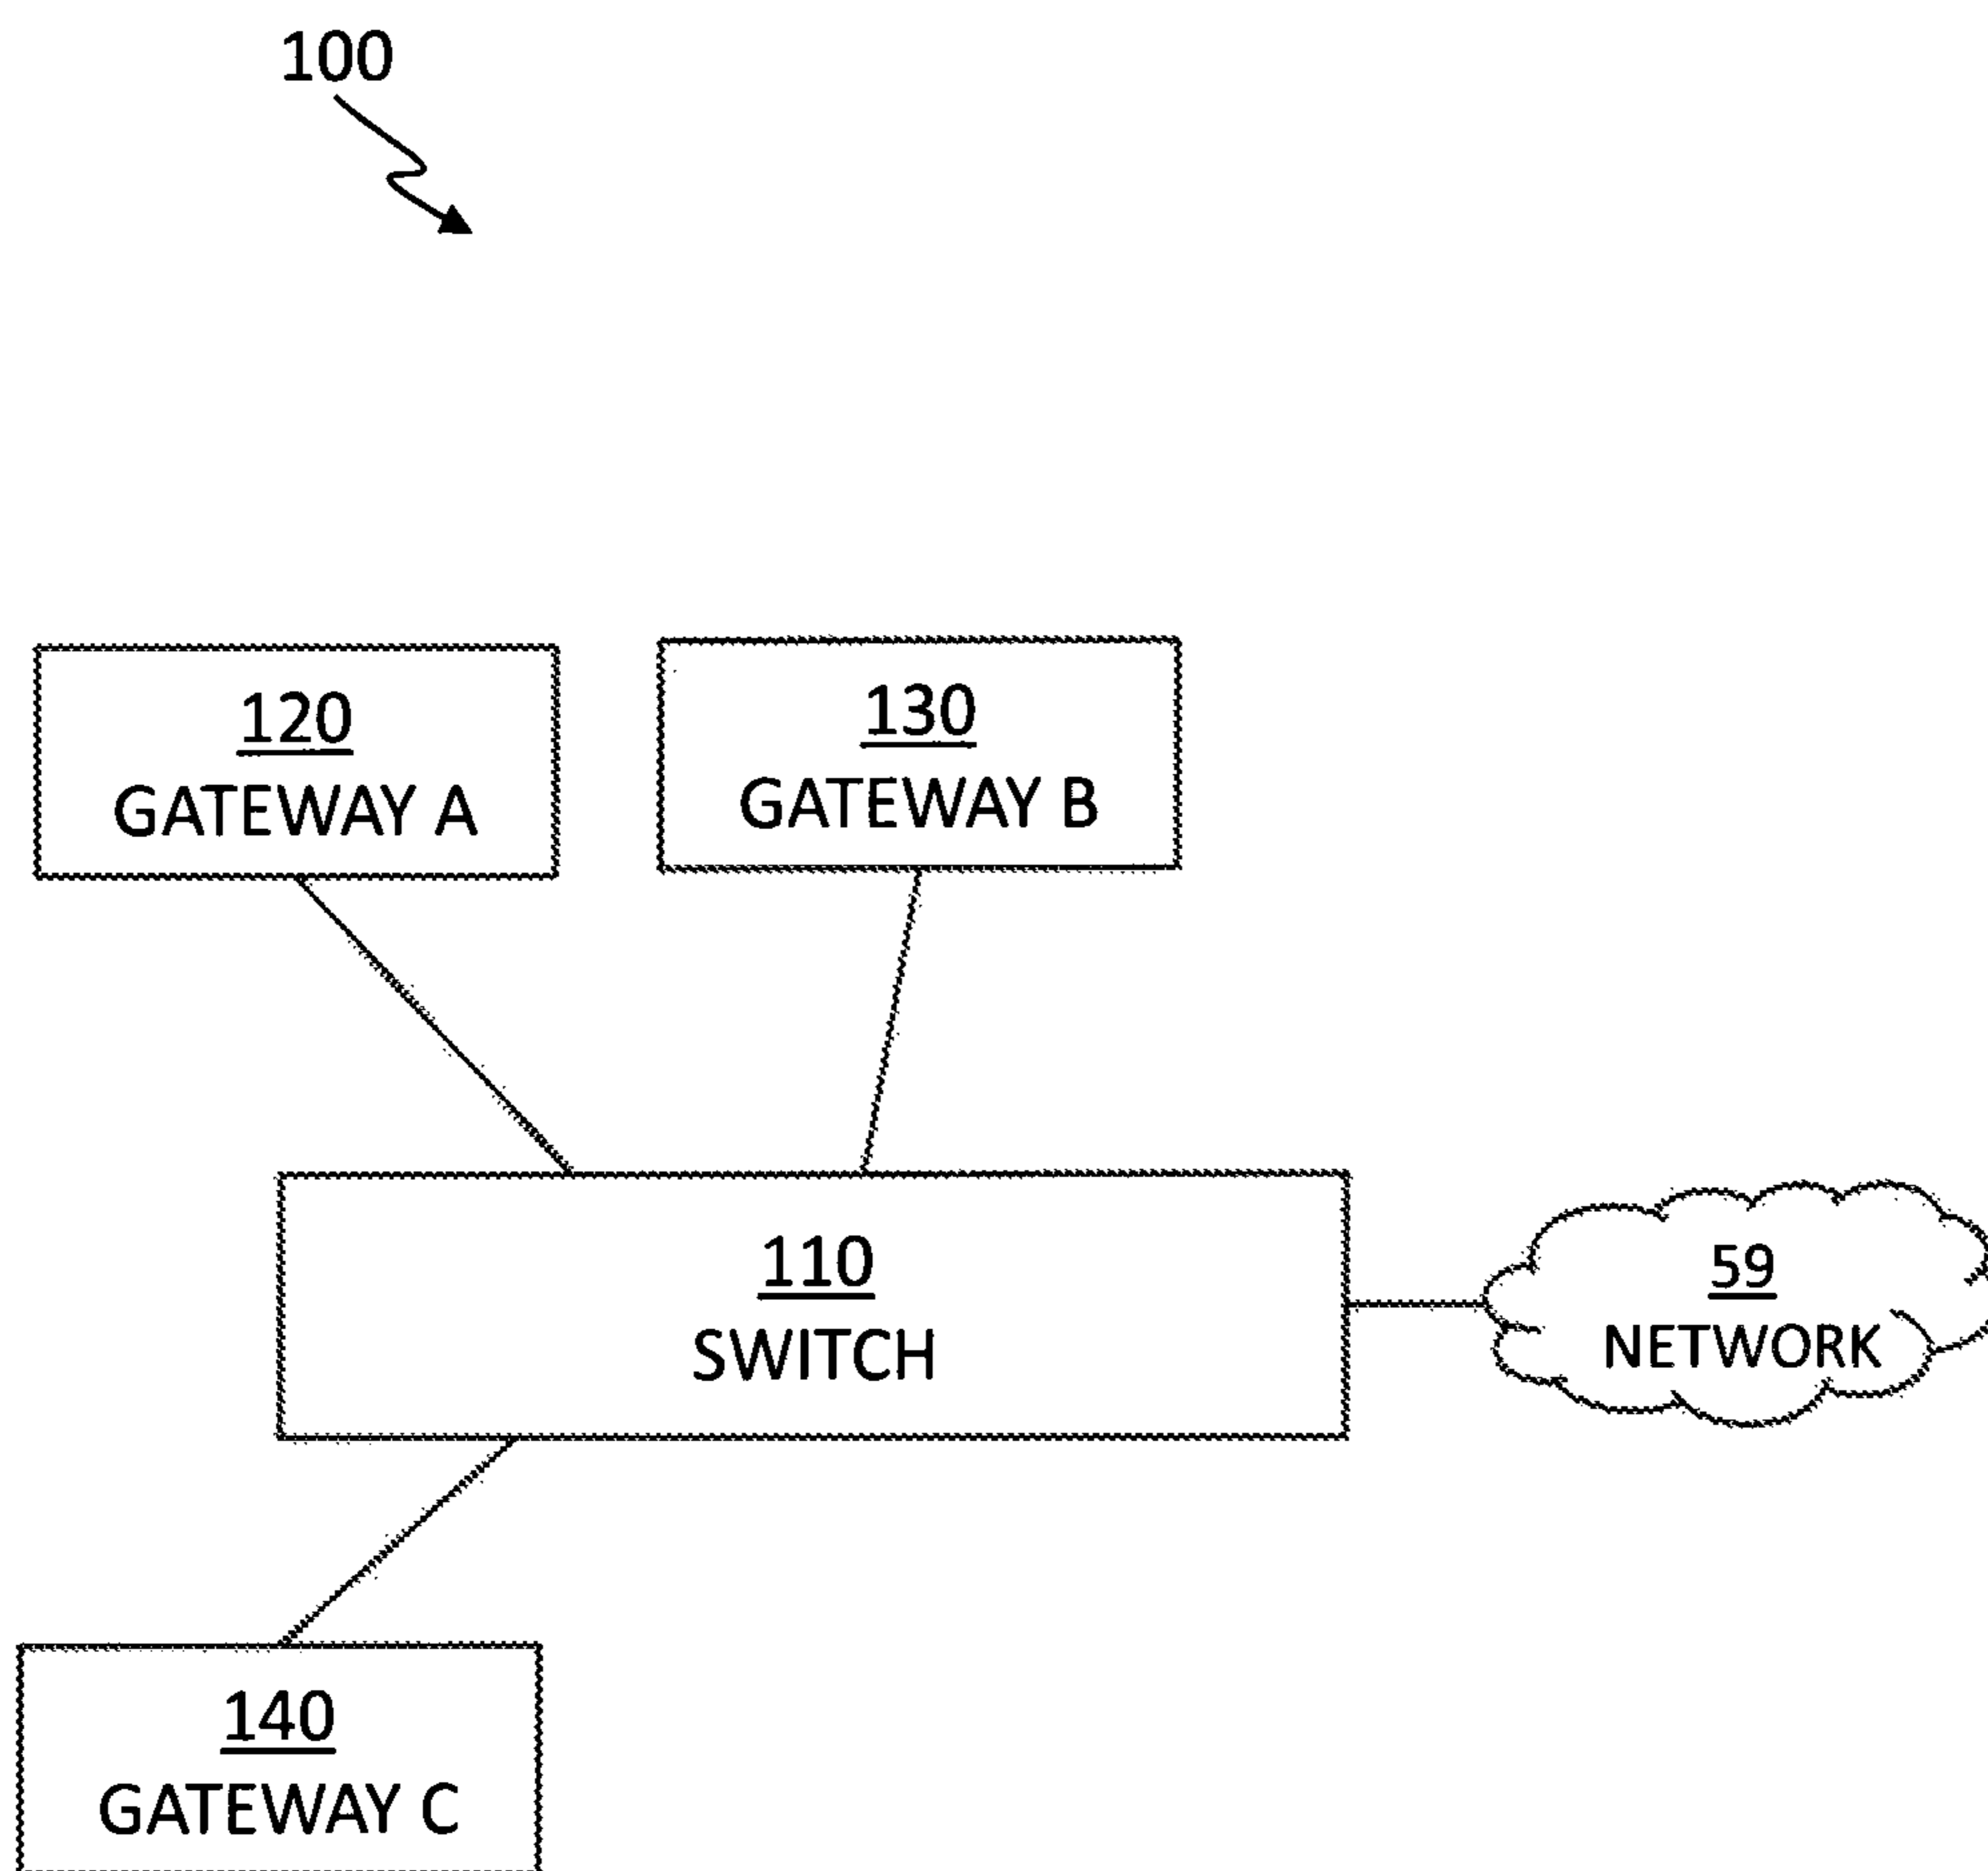 100
120
GATEWAY A
130
GATEWAY B
110
SWITCH
59
NETWORK
140
GATEWAY C